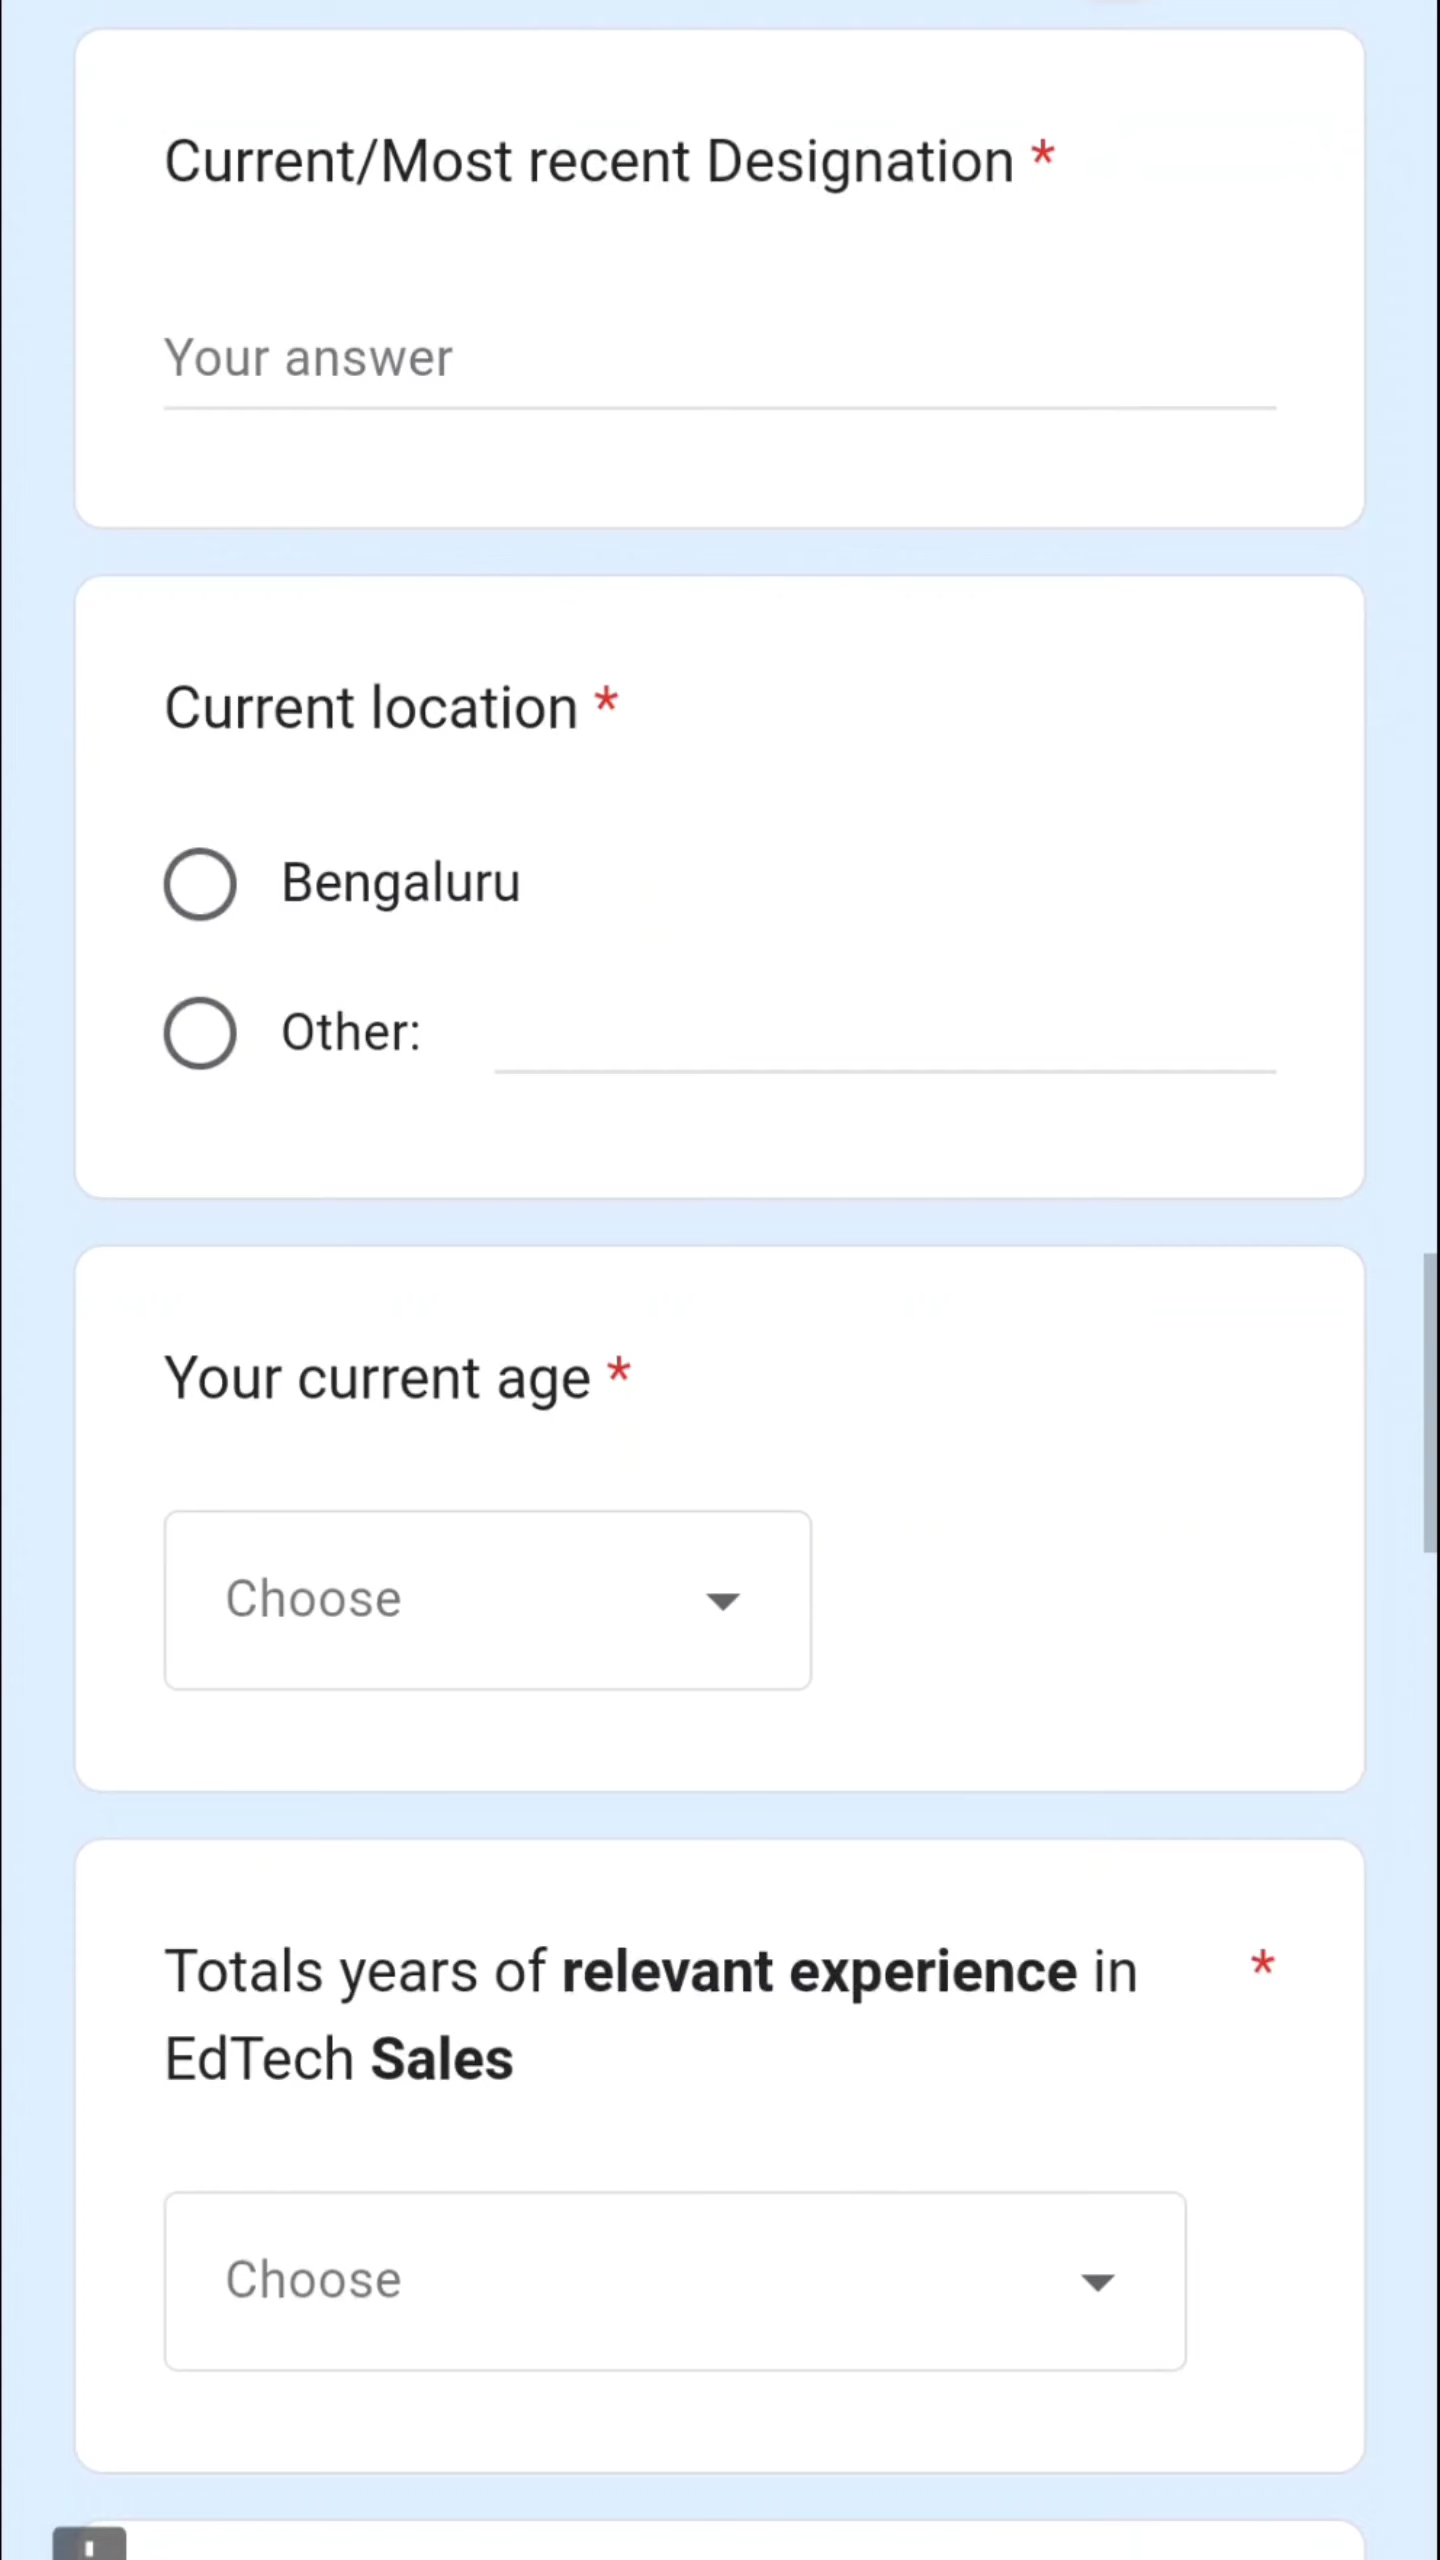 Current/Most recent Designation *
Your answer
Current location *
Bengaluru
Other:
Your current age *
Choose
Totals years of relevant experience in *
EdTech Sales
Choose